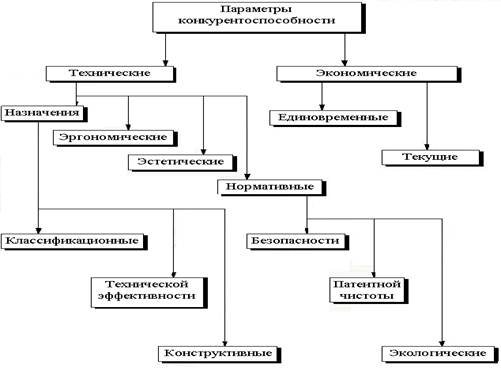 Параметры
конкурентоспособности
Технические
Экономические
Назначения
Единовременные
Эргономические
Эстетические
Текущие
Нормативные
Классификационные
Безопасности
Технической
эффективности
Патентной
чистоты
Конструктивные
Экологические